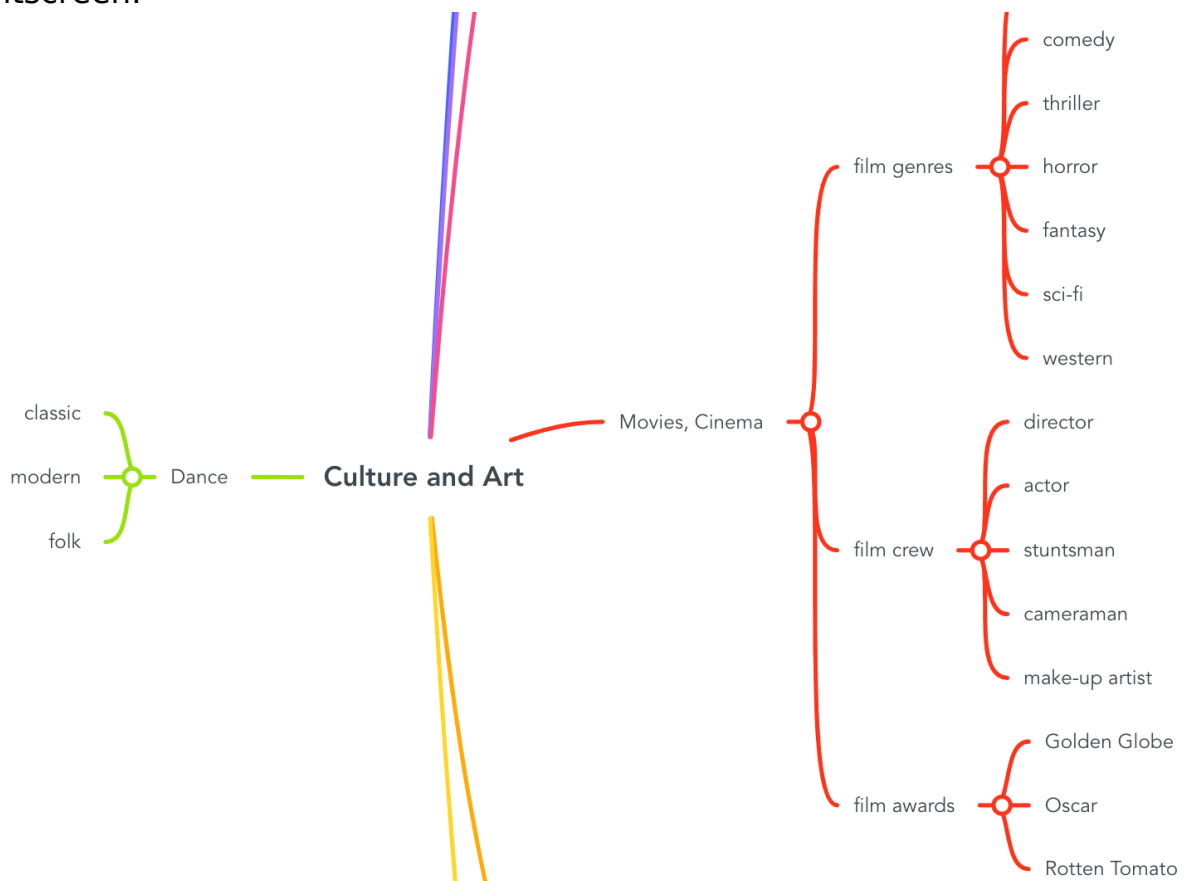 comedy
thriller
film genres
horror
fantasy
sci-fi
western
classic
modern
folk
Dance
Culture and Art
Movies, Cinema
director
actor
film crew
stuntsman
cameraman
make-up artist
Golden Globe
film awards
Oscar
Rotten Tomato